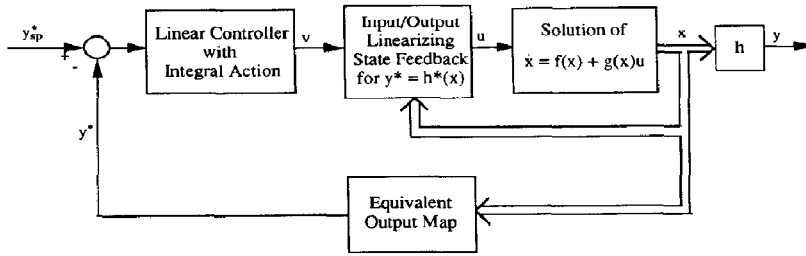 y*sp
+
-
Linear Controller
with
Integral Action
v
Input/Output
Linearizing
State Feedback
for y* = h*(x)
u
Solution of
ẋ = f(x) + g(x)u
x
h
y
y*
Equivalent
Output Map